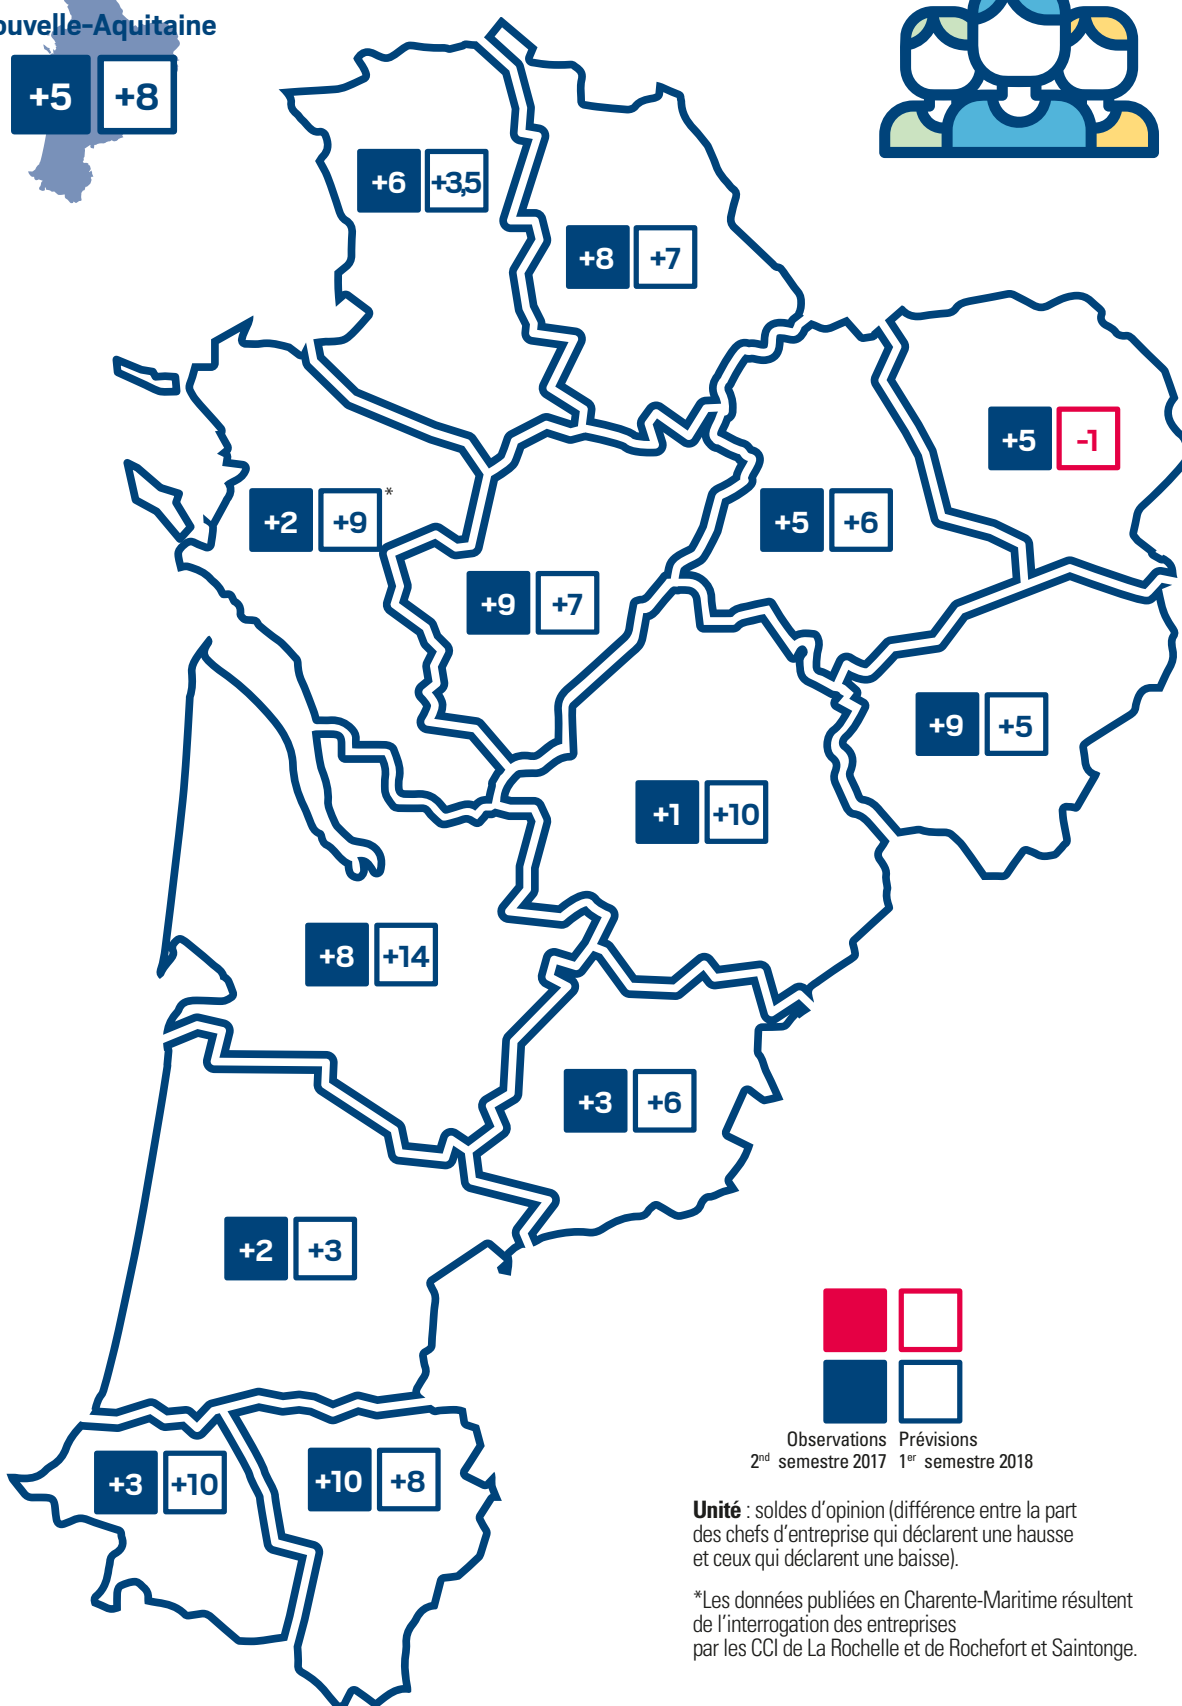 ouvelle-Aquitaine
+5 +8
+6 +3,5
+8 +7
+5 -1
+2 +9 *
+5 +6
+9 +7
+9 +5
+1 +10
+8 +14
+3 +6
+2 +3
+3 +10
+10 +8
Observations Prévisions
2nd semestre 2017 1er semestre 2018
Unité : soldes d'opinion (différence entre la part
des chefs d'entreprise qui déclarent une hausse
et ceux qui déclarent une baisse).
*Les données publiées en Charente-Maritime résultent
de l'interrogation des entreprises
par les CCI de La Rochelle et de Rochefort et Saintonge.